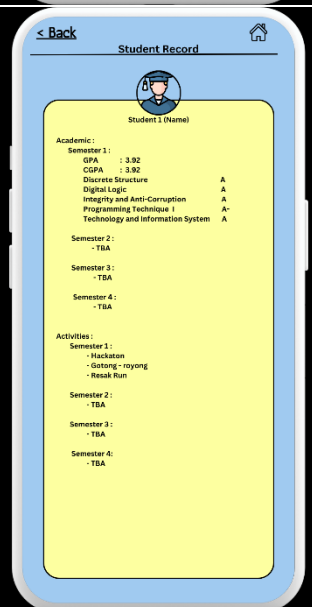 < Back
Student Record
Student 1 (Name)
Academic :
Semester 1 :
GPA : 3.92
CGPA : 3.92
Discrete Structure A
Digital Logic A
Integrity and Anti-Corruption A
Programming Technique I A-
Technology and Information System A
Semester 2 :
- TBA
Semester 3 :
- TBA
Semester 4 :
- TBA
Activities :
Semester 1 :
- Hackaton
- Gotong - royong
- Resak Run
Semester 2 :
- TBA
Semester 3 :
- TBA
Semester 4:
- TBA